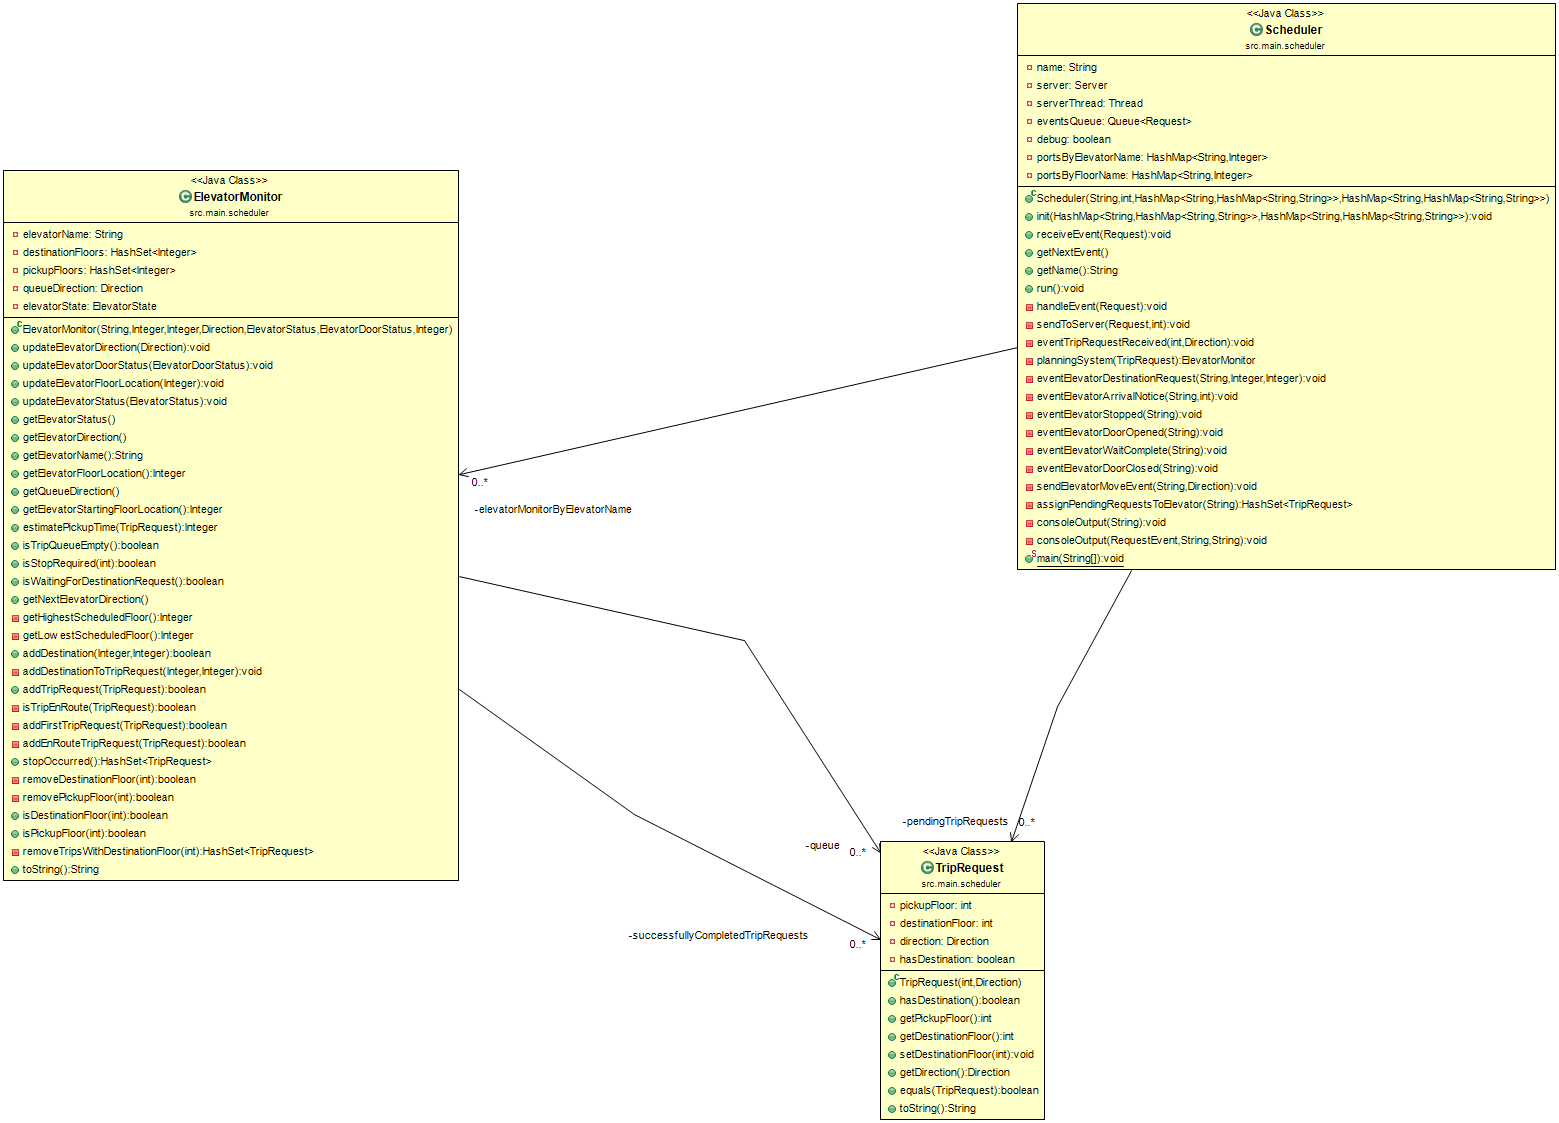 <<Java Class>>
Scheduler
src.main.scheduler
name: String
server: Server
serverThread: Thread
eventsQueue: Queue<Request>
debug: boolean
portsByElevatorName: HashMap<String,Integer>
portsByFloorName: HashMap<String,Integer>
Scheduler(String,int,HashMap<String,HashMap<String,String>>,HashMap<String,HashMap<String,String>>)
init(HashMap<String,HashMap<String,String>>,HashMap<String,HashMap<String,String>>):void
receiveEvent(Request):void
getNextEvent()
getName():String
run():void
handleEvent(Request):void
sendToServer(Request,int):void
eventTripRequestReceived(int,Direction):void
planningSystem(TripRequest):ElevatorMonitor
eventElevatorDestinationRequest(String,Integer,Integer):void
eventElevatorArrivalNotice(String,int):void
eventElevatorStopped(String):void
eventElevatorDoorOpened(String):void
eventElevatorWaitComplete(String):void
eventElevatorDoorClosed(String):void
sendElevatorMoveEvent(String,Direction):void
assignPendingRequestsToElevator(String):HashSet<TripRequest>
consoleOutput(String):void
consoleOutput(RequestEvent,String,String):void
main(String[]):void
<<Java Class>>
ElevatorMonitor
src.main.scheduler
elevatorName: String
destinationFloors: HashSet<Integer>
pickupFloors: HashSet<Integer>
queueDirection: Direction
elevatorState: ElevatorState
ElevatorMonitor(String,Integer,Integer,Direction,ElevatorStatus,ElevatorDoorStatus,Integer)
updateElevatorDirection(Direction):void
updateElevatorDoorStatus(ElevatorDoorStatus):void
updateElevatorFloorLocation(Integer):void
updateElevatorStatus(ElevatorStatus):void
getElevatorStatus()
getElevatorDirection()
getElevatorName():String
getElevatorFloorLocation():Integer
getQueueDirection()
getElevatorStartingFloorLocation():Integer
estimatePickupTime(TripRequest):Integer
isTripQueueEmpty():boolean
isStopRequired(int):boolean
isWaitingForDestinationRequest():boolean
getNextElevatorDirection()
getHighestScheduledFloor():Integer
getLowestScheduledFloor():Integer
addDestination(Integer,Integer):boolean
addDestinationToTripRequest(Integer,Integer):void
addTripRequest(TripRequest):boolean
isTripEnRoute(TripRequest):boolean
addFirstTripRequest(TripRequest):boolean
addEnRouteTripRequest(TripRequest):boolean
stopOccurred():HashSet<TripRequest>
removeDestinationFloor(int):boolean
removePickupFloor(int):boolean
isDestinationFloor(int):boolean
isPickupFloor(int):boolean
removeTripsWithDestinationFloor(int):HashSet<TripRequest>
toString():String
0..*
-elevatorMonitorByElevatorName
-pendingTripRequests 0..*
-queue 0..*
-successfullyCompletedTripRequests 0..*
<<Java Class>>
TripRequest
src.main.scheduler
pickupFloor: int
destinationFloor: int
direction: Direction
hasDestination: boolean
TripRequest(int,Direction)
hasDestination():boolean
getPickupFloor():int
getDestinationFloor():int
setDestinationFloor(int):void
getDirection():Direction
equals(TripRequest):boolean
toString():String